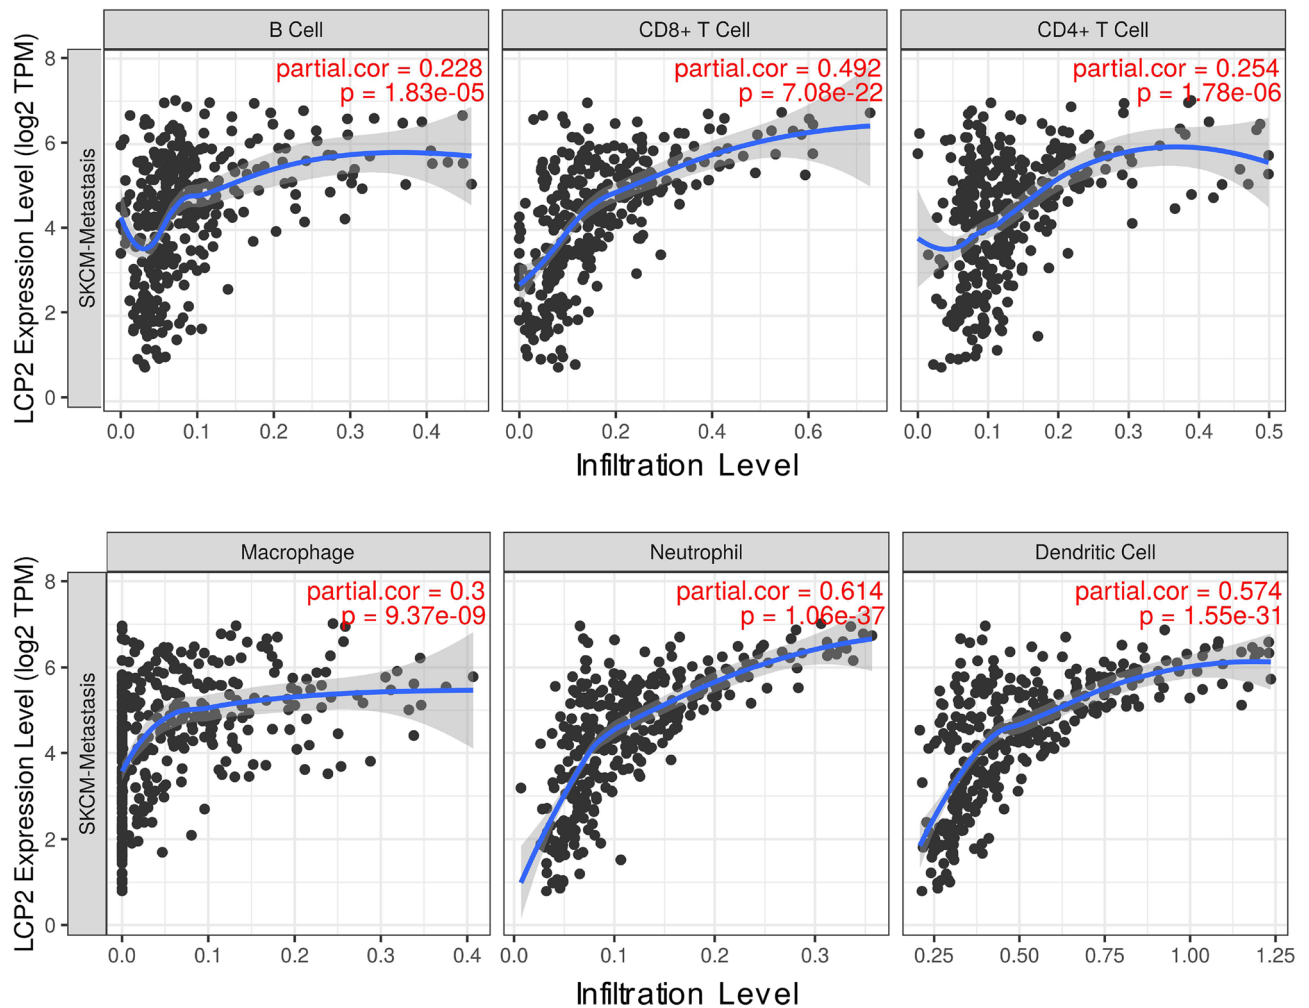 B Cell
CD8+ T Cell
CD4+ T Cell
LCP2 Expression Level (log2 TPM)
SKCM-Metastasis
8
6
4
2
0
partial.cor = 0.228
p = 1.83e-05
partial.cor = 0.492
p = 7.08e-22
partial.cor = 0.254
p = 1.78e-06
0.0 0.1 0.2 0.3 0.4
0.0 0.2 0.4 0.6
0.0 0.1 0.2 0.3 0.4 0.5
Infiltration Level
Macrophage
Neutrophil
Dendritic Cell
LCP2 Expression Level (log2 TPM)
SKCM-Metastasis
8
6
4
2
0
partial.cor = 0.3
p = 9.37e-09
partial.cor = 0.614
p = 1.06e-37
partial.cor = 0.574
p = 1.55e-31
0.0 0.1 0.2 0.3 0.4
0.0 0.1 0.2 0.3
0.25 0.50 0.75 1.00 1.25
Infiltration Level